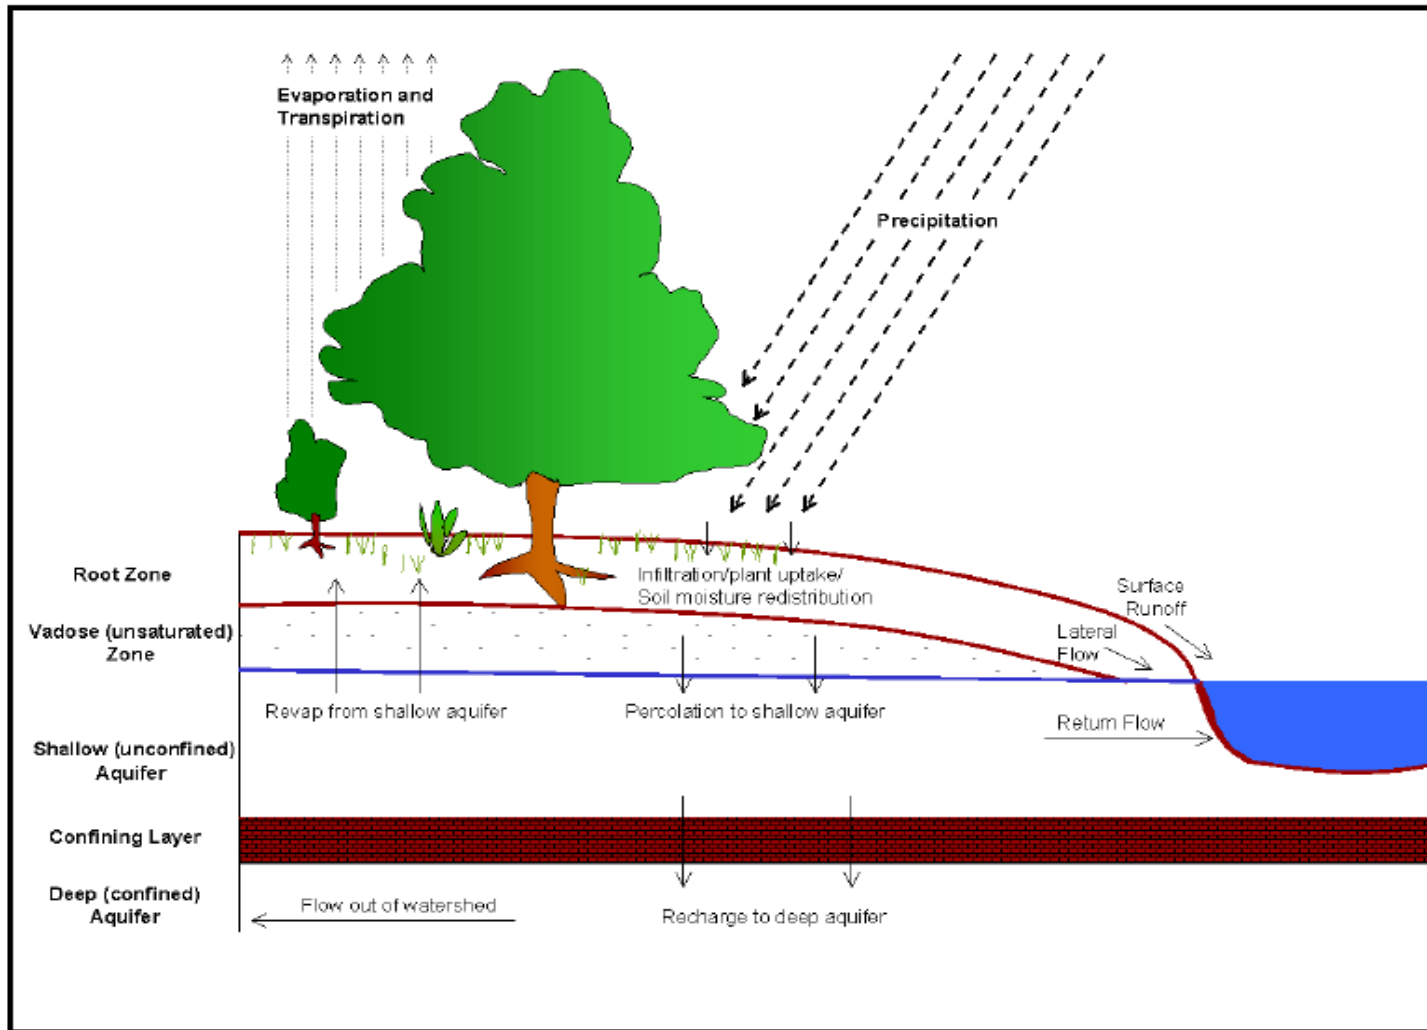 Evaporation and
Transpiration
Precipitation
Root Zone
Infiltration/plant uptake/
Soil moisture redistribution
Surface
Runoff
Vadose (unsaturated)
Zone
Lateral
Flow
Revap from shallow aquifer
Percolation to shallow aquifer
Return Flow
Shallow (unconfined)
Aquifer
Confining Layer
Deep (confined)
Aquifer
Flow out of watershed
Recharge to deep aquifer